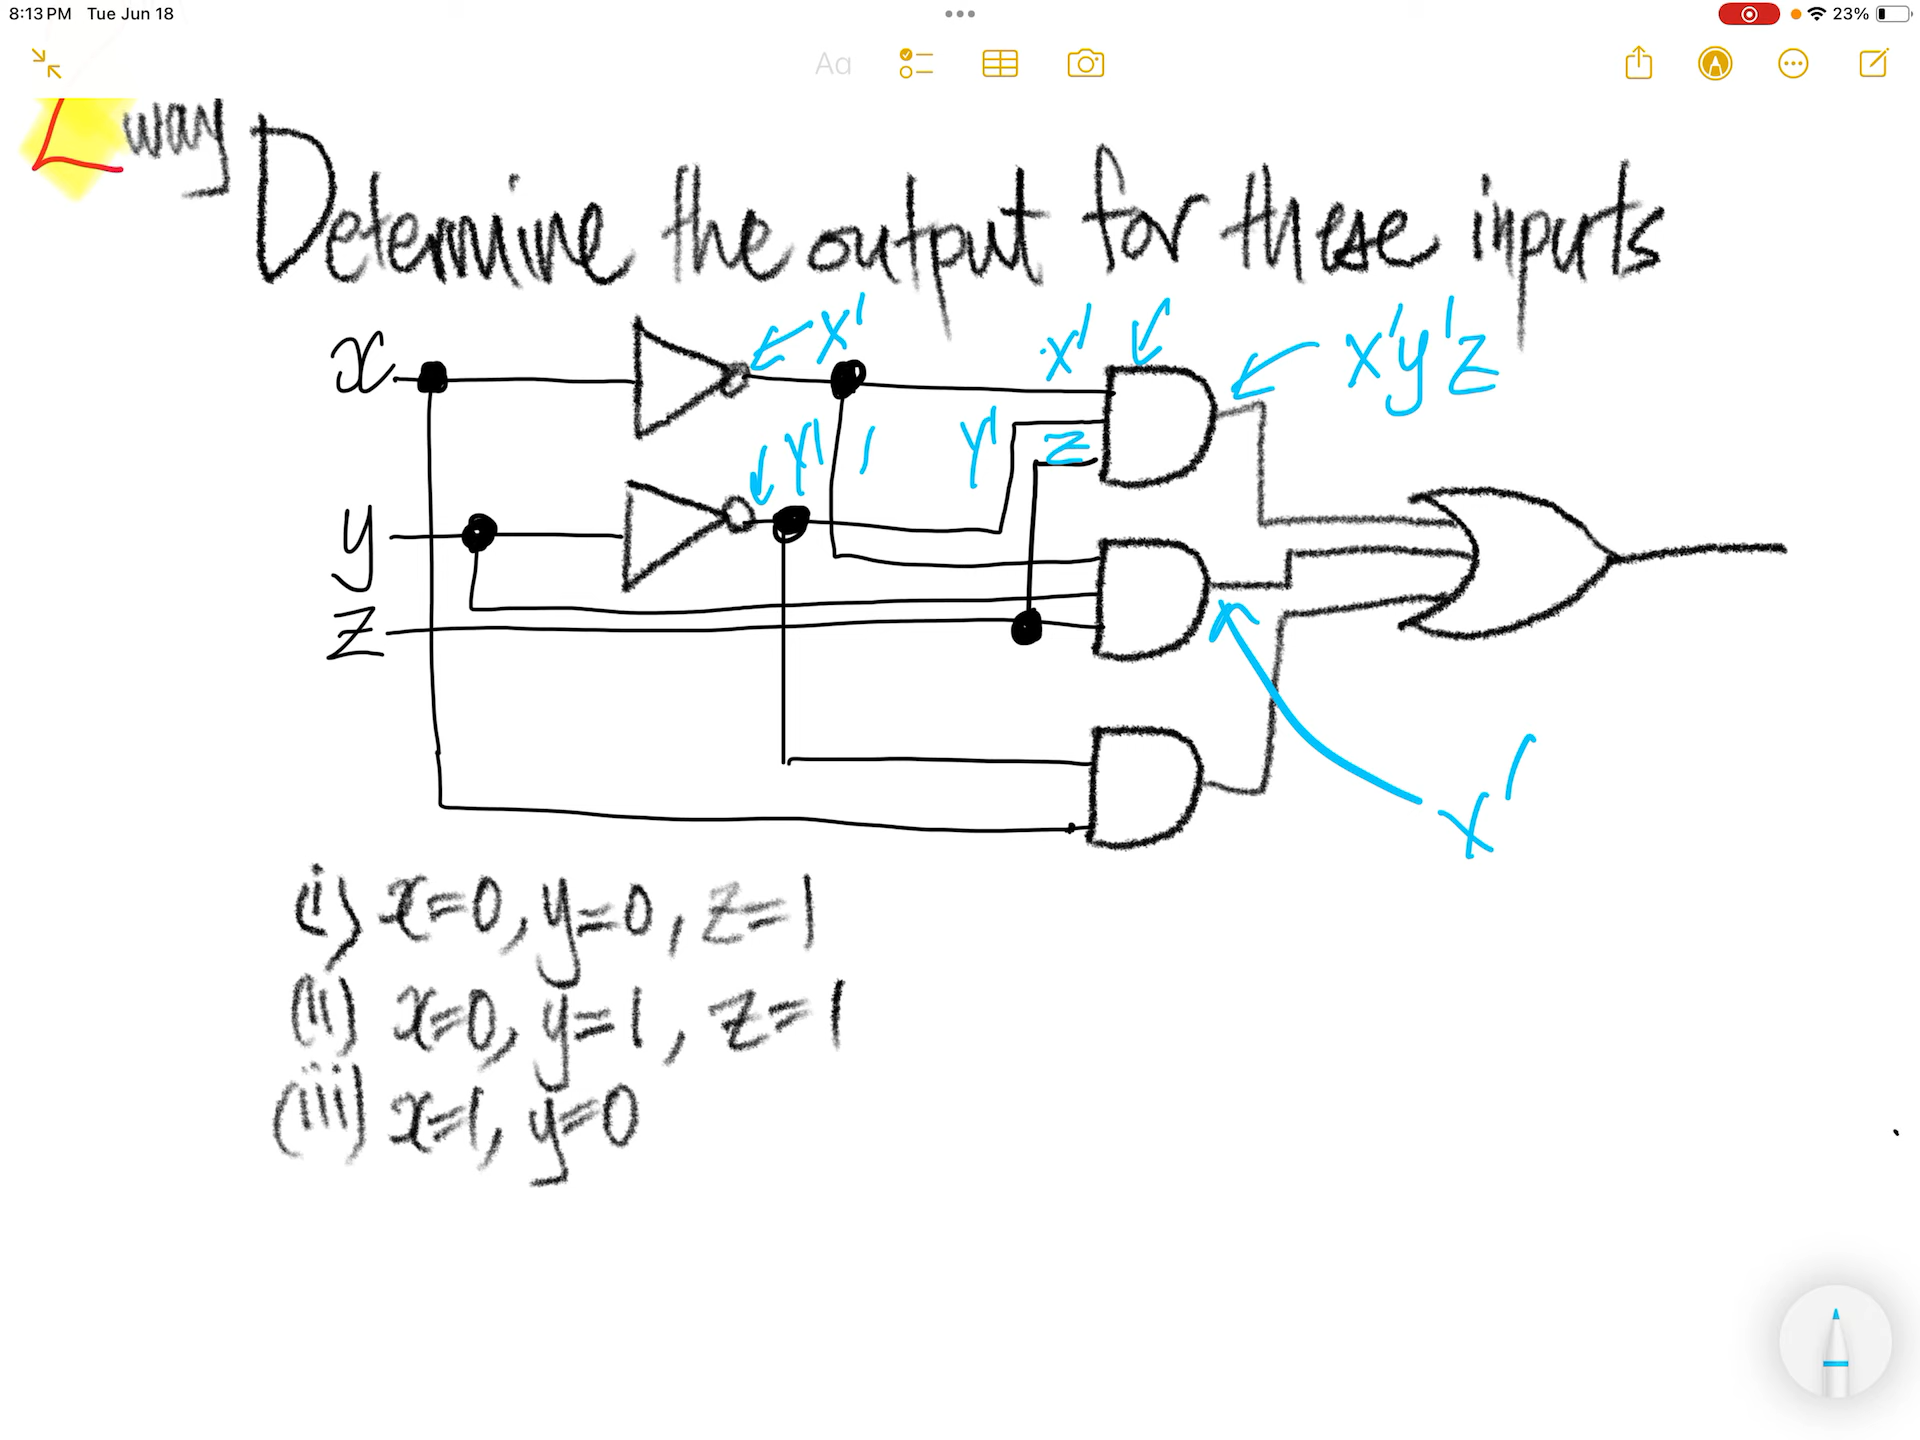 8:13 PM Tue Jun 18
23%
Aa
way
Determine the output for these inputs
x
x'
x'
x'y'z
y'
y'
z
y
z
x'
(i) x=0, y=0, z=1
(ii) x=0, y=1, z=1
(iii) x=1, y=0